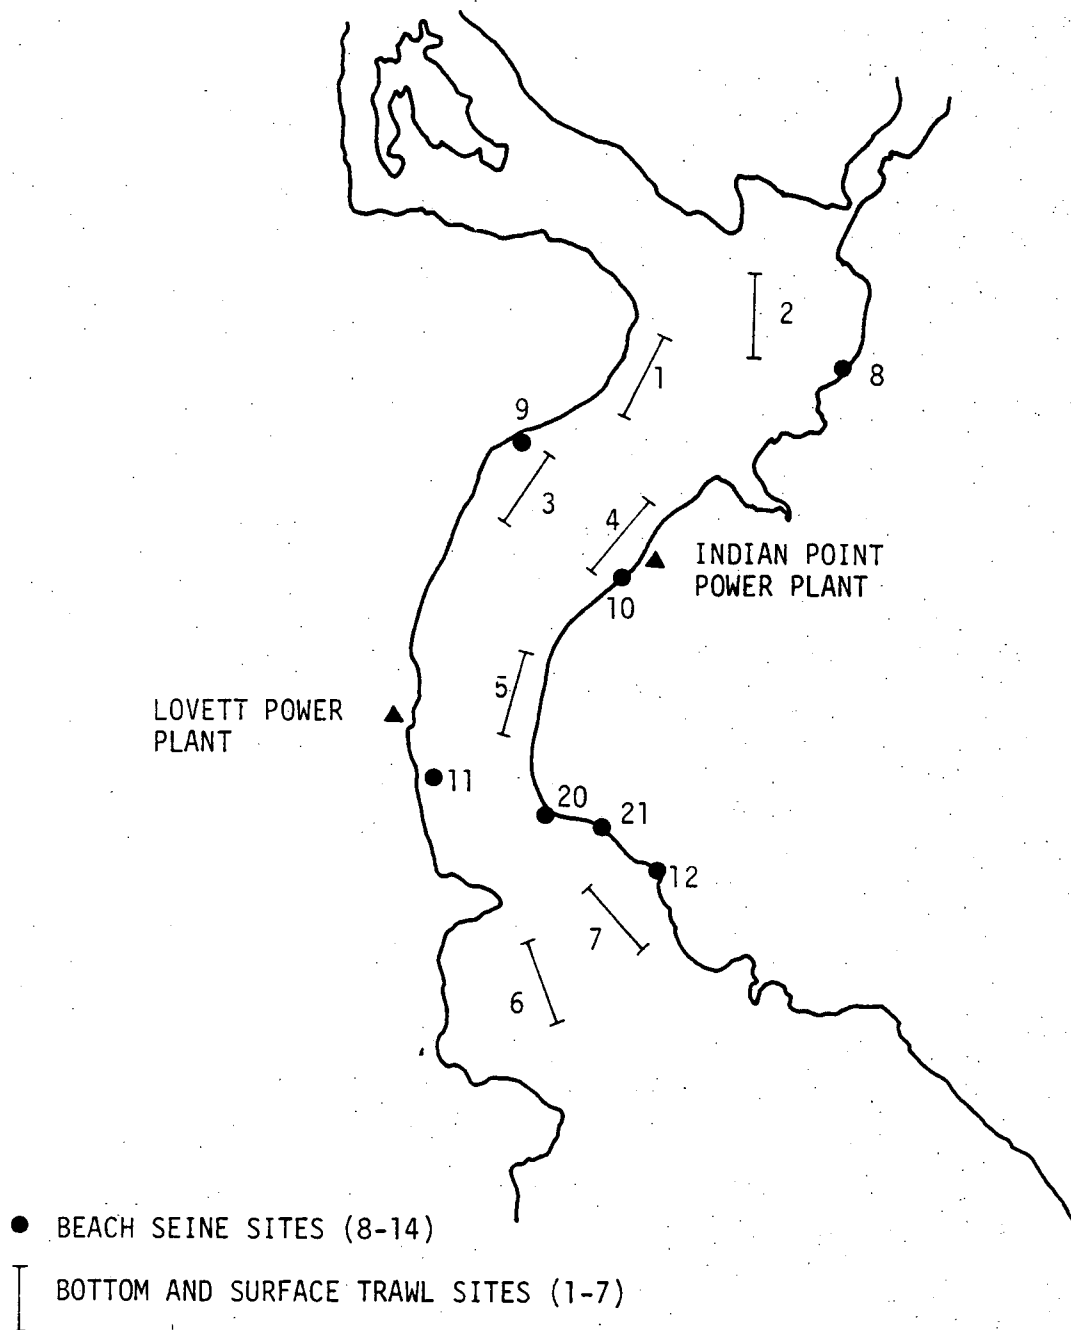 2
1
8
9
3
4
INDIAN POINT
POWER PLANT
10
5
LOVETT POWER
PLANT
11
20
21
12
7
6
BEACH SEINE SITES (8-14)
BOTTOM AND SURFACE TRAWL SITES (1-7)